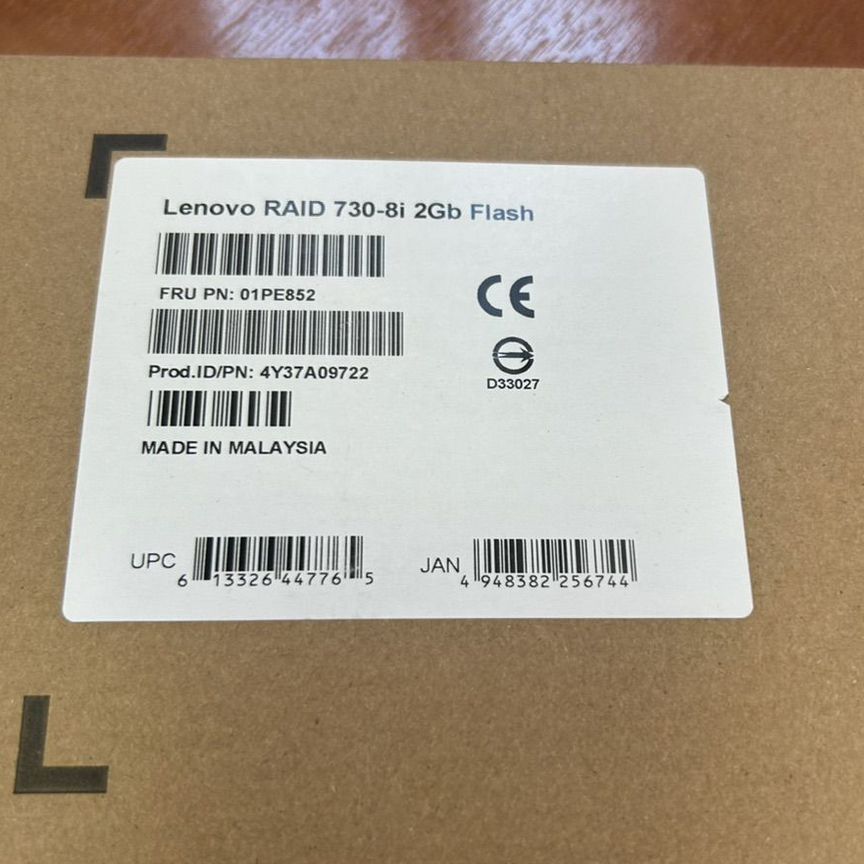 Lenovo RAID 730-8i 2Gb Flash
FRU PN: 01PE852
Prod.ID/PN: 4Y37A09722
MADE IN MALAYSIA
CE
D33027
UPC 6 13326 44776 5
JAN 4 948382 256744